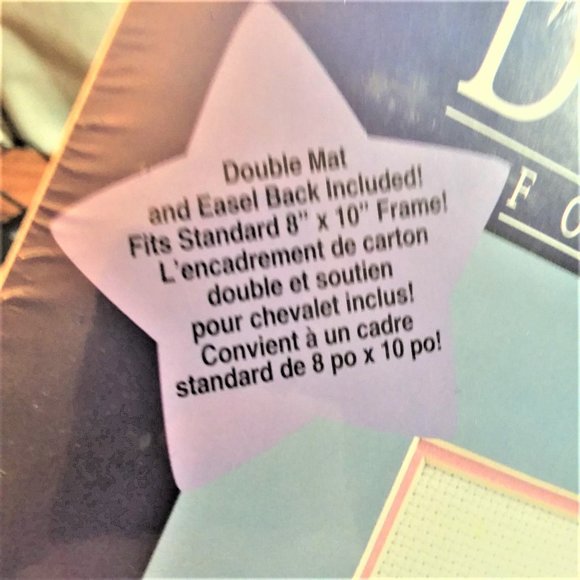 Double Mat
and Easel Back Included!
Fits Standard 8" x 10" Frame!
L'encadrement de carton
double et soutien
pour chevalet inclus!
Convient à un cadre
standard de 8 po x 10 po!
D
F O